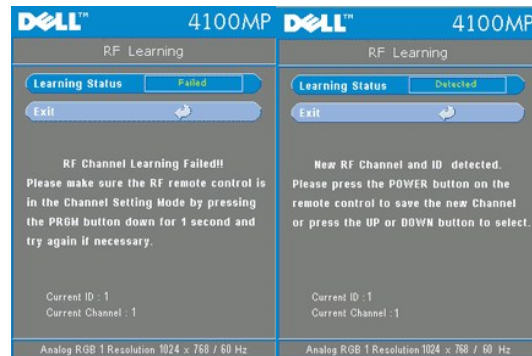 DELL™ 4100MP
RF Learning
Learning Status Failed
Exit
RF Channel Learning Failed!!
Please make sure the RF remote control is
in the Channel Setting Mode by pressing
the PRGM button down for 1 second and
try again if necessary.
Current ID : 1
Current Channel : 1
Analog RGB 1 Resolution 1024 x 768 / 60 Hz
DELL™ 4100MP
RF Learning
Learning Status Detected
Exit
New RF Channel and ID detected.
Please press the POWER button on the
remote control to save the new Channel
or press the UP or DOWN button to select.
Current ID : 1
Current Channel : 1
Analog RGB 1 Resolution 1024 x 768 / 60 Hz